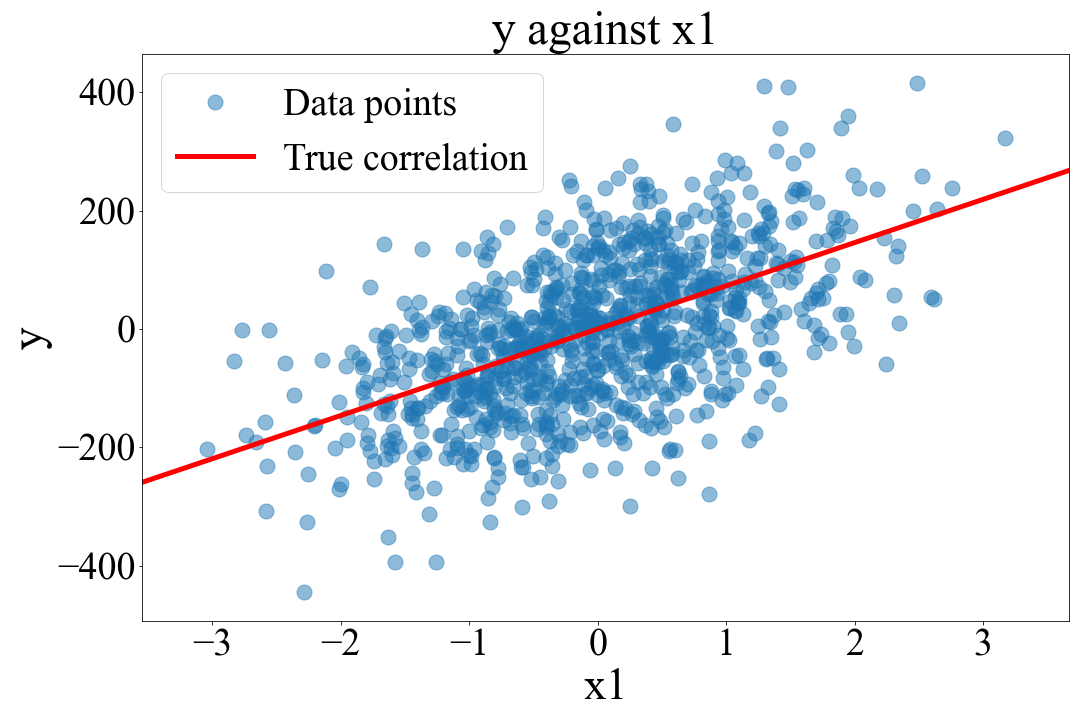 y against x1
Data points
True correlation
400
200
0
−200
−400
y
−3
−2
−1
0
1
2
3
x1